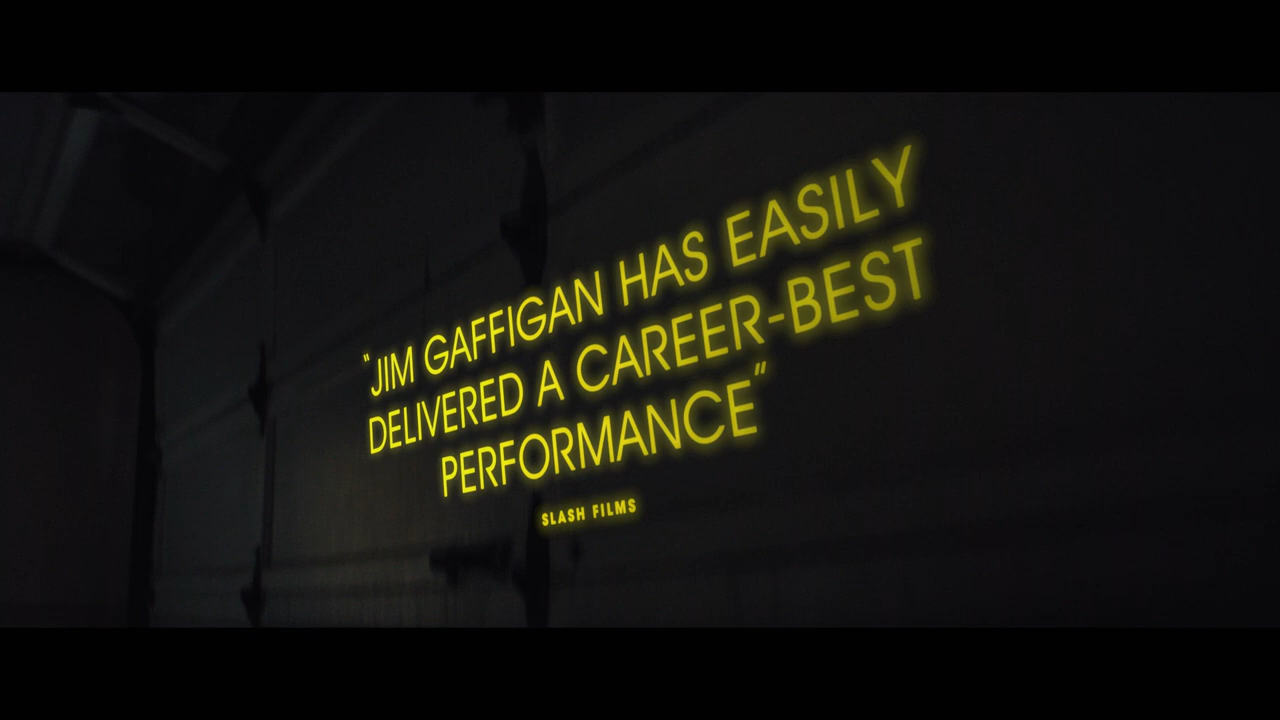 "JIM GAFFIGAN HAS EASILY
DELIVERED A CAREER-BEST
PERFORMANCE"
SLASH FILMS